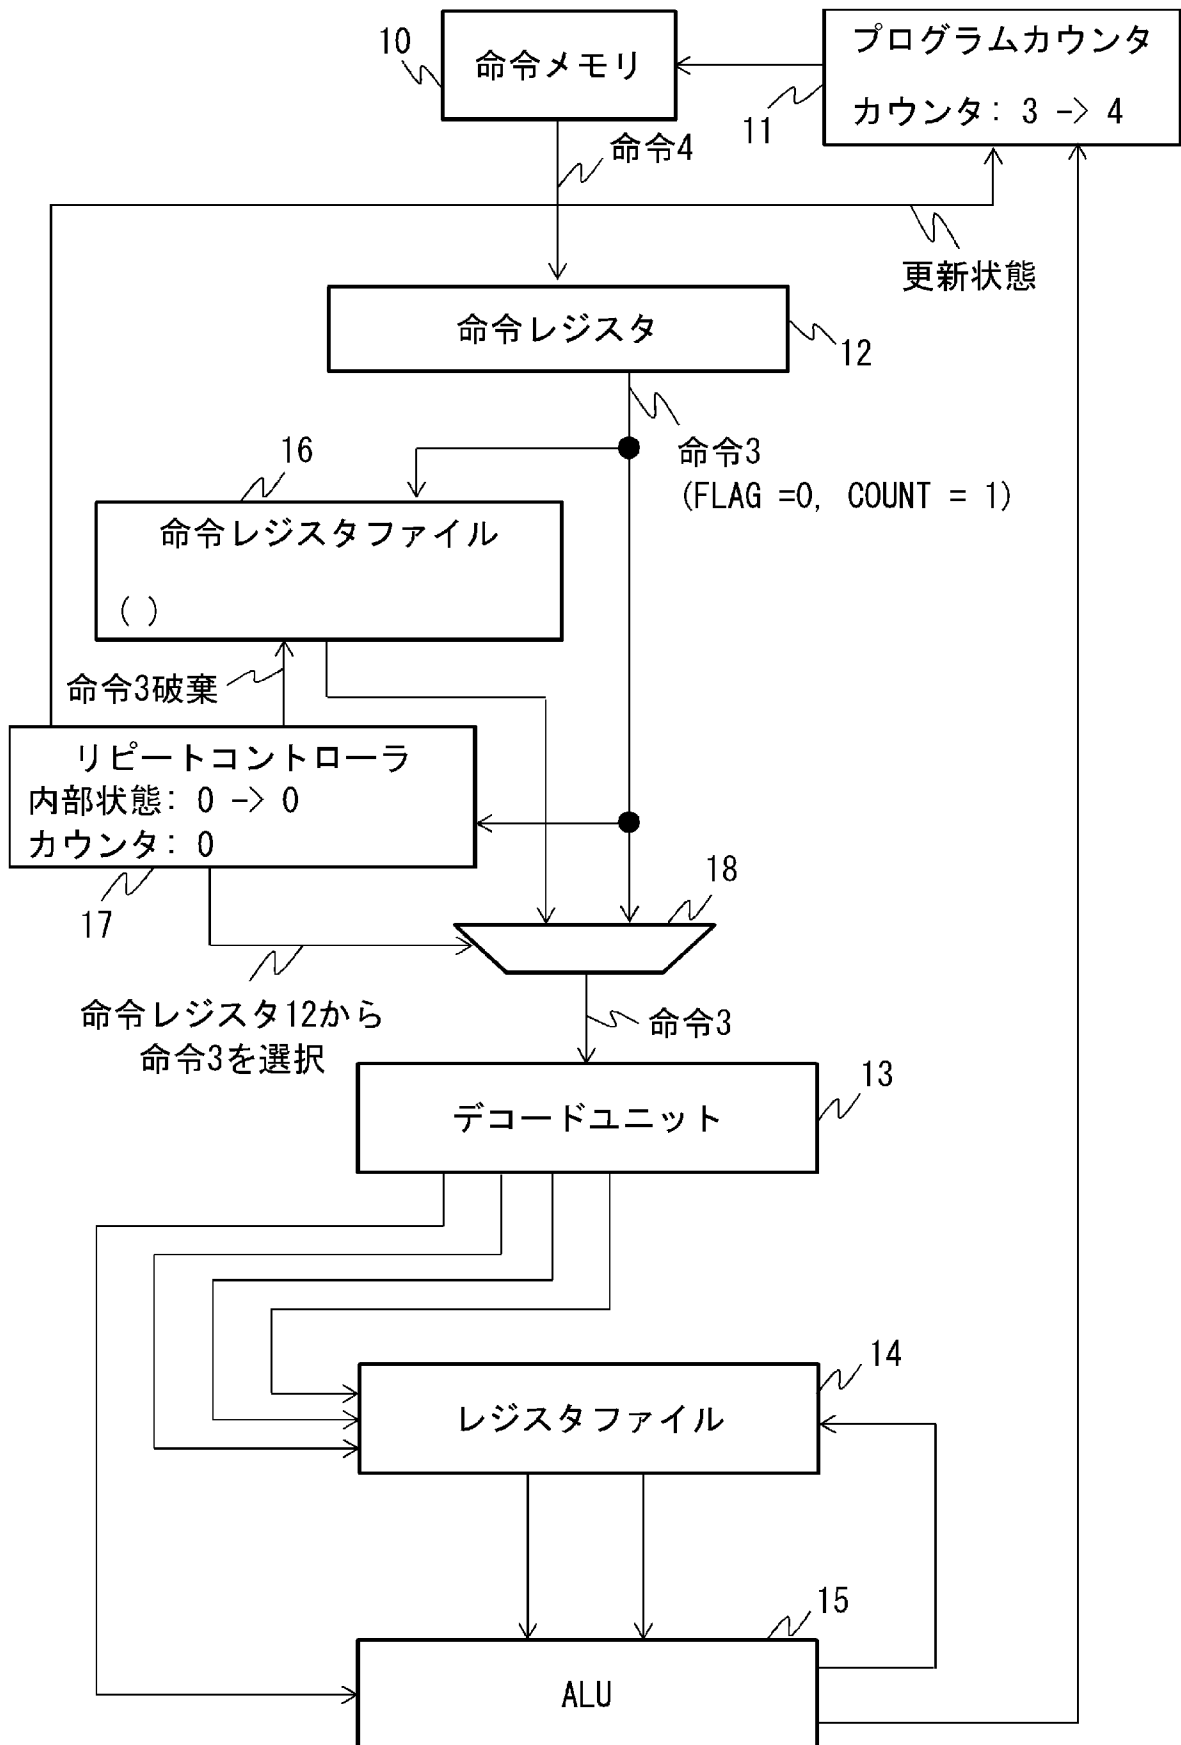 10
命令メモリ
プログラムカウンタ
カウンタ: 3 -> 4
11
命令4
更新状態
命令レジスタ
12
命令3
(FLAG =0, COUNT = 1)
16
命令レジスタファイル
( )
命令3破棄
リピートコントローラ
内部状態: 0 -> 0
カウンタ: 0
17
18
命令レジスタ12から
命令3を選択
命令3
13
デコードユニット
14
レジスタファイル
15
ALU